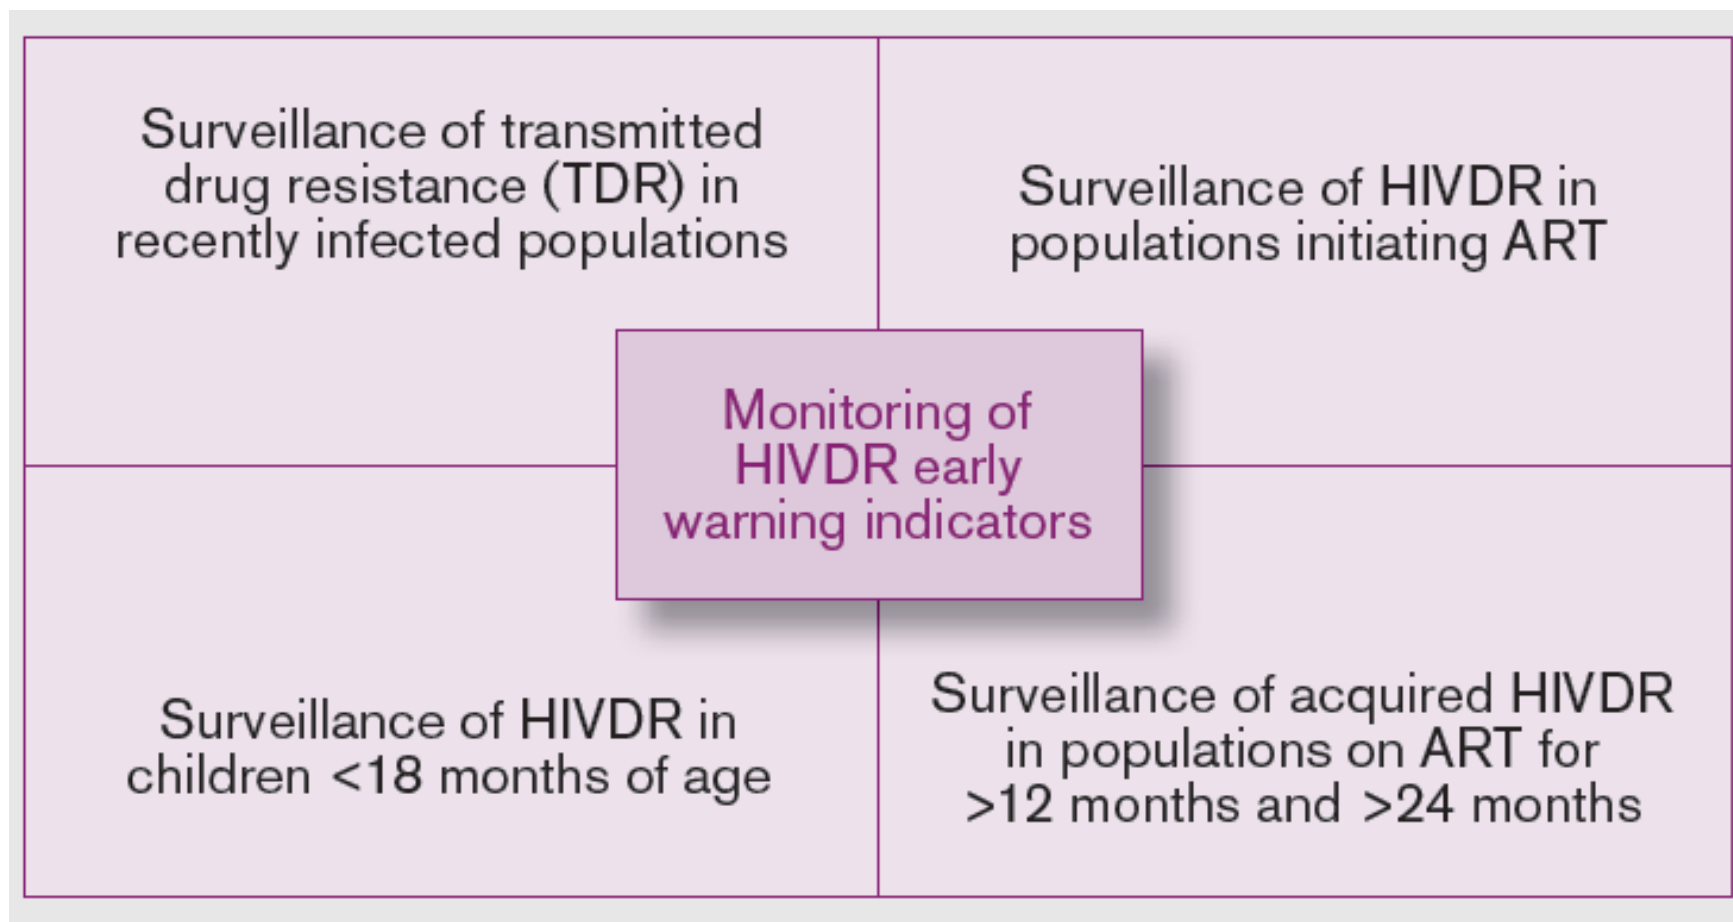 Surveillance of transmitted
drug resistance (TDR) in
recently infected populations
Surveillance of HIVDR in
populations initiating ART
Monitoring of
HIVDR early
warning indicators
Surveillance of HIVDR in
children <18 months of age
Surveillance of acquired HIVDR
in populations on ART for
>12 months and >24 months